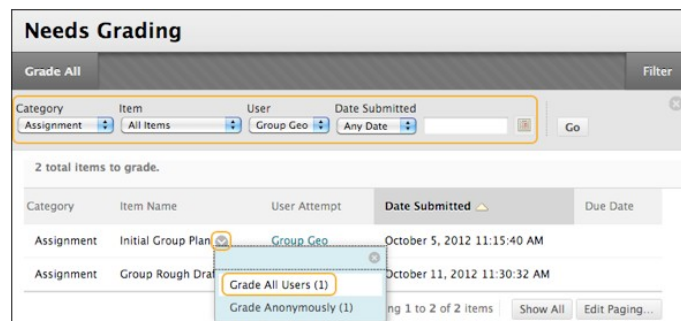 Needs Grading
Grade All Filter
Category Item User Date Submitted
Assignment All Items Group Geo Any Date Go
2 total items to grade.
Category Item Name User Attempt Date Submitted Due Date
Assignment Initial Group Plan Group Geo October 5, 2012 11:15:40 AM
Assignment Group Rough Draf October 11, 2012 11:30:32 AM
Grade All Users (1)
Grade Anonymously (1) ng 1 to 2 of 2 items Show All Edit Paging...